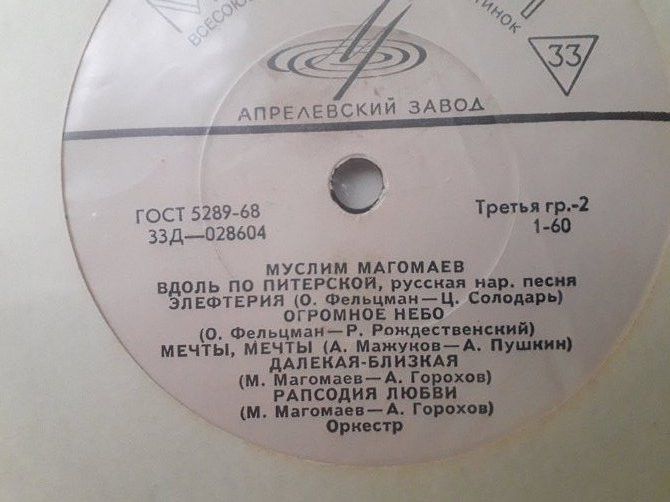 33
АПРЕЛЕВСКИЙ ЗАВОД
ГОСТ 5289-68
33Д—028604
Третья гр.-2
1-60
МУСЛИМ МАГОМАЕВ
ВДОЛЬ ПО ПИТЕРСКОЙ, русская нар. песня
ЭЛЕФТЕРИЯ (О. Фельцман—Ц. Солодарь)
ОГРОМНОЕ НЕБО
(О. Фельцман—Р. Рождественский)
МЕЧТЫ, МЕЧТЫ (А. Мажуков—А. Пушкин)
ДАЛЕКАЯ-БЛИЗКАЯ
(М. Магомаев—А. Горохов)
РАПСОДИЯ ЛЮБВИ
(М. Магомаев—А. Горохов)
Оркестр